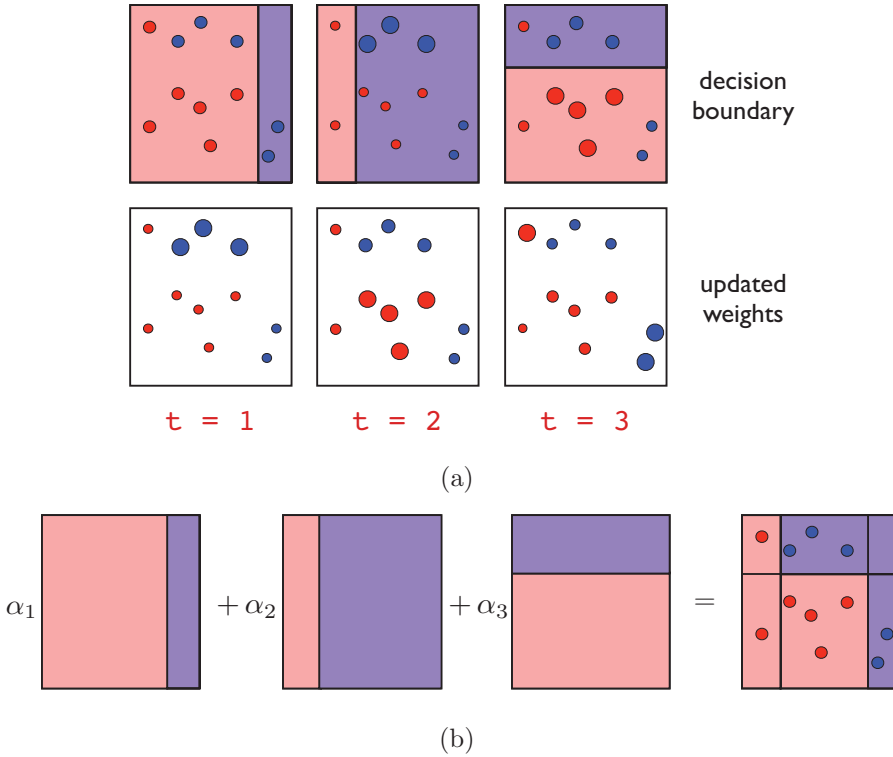 decision
boundary
updated
weights
t = 1 t = 2 t = 3
(a)
α₁ + α₂ + α₃ =
(b)